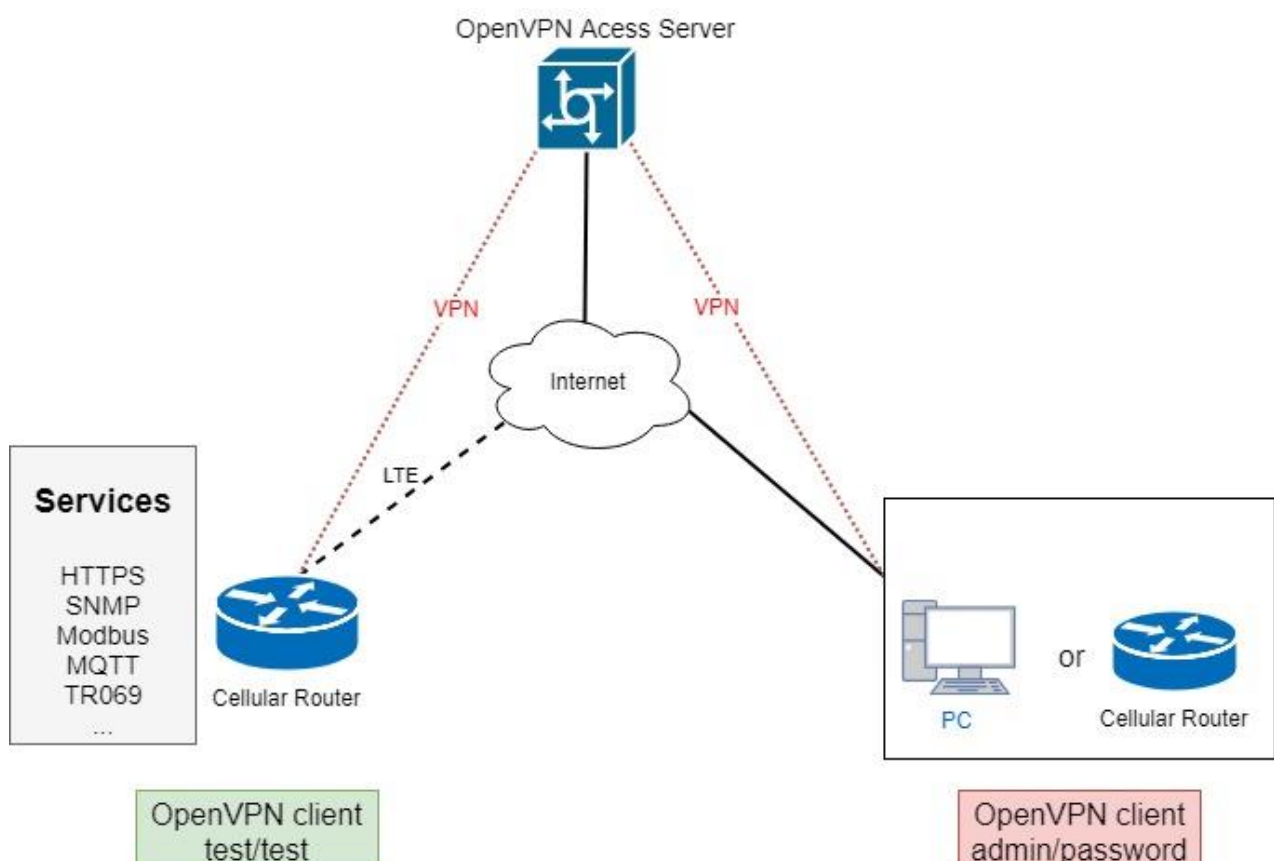 OpenVPN Acess Server
VPN
VPN
Internet
LTE
Services
HTTPS
SNMP
Modbus
MQTT
TR069
...
Cellular Router
or
PC
Cellular Router
OpenVPN client
test/test
OpenVPN client
admin/password